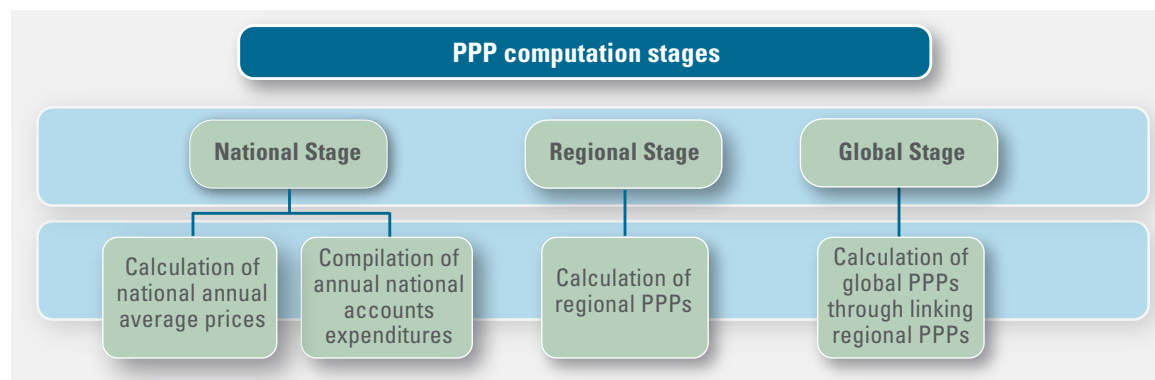 PPP computation stages
National Stage
Regional Stage
Global Stage
Calculation of
national annual
average prices
Compilation of
annual national
accounts
expenditures
Calculation of
regional PPPs
Calculation of
global PPPs
through linking
regional PPPs